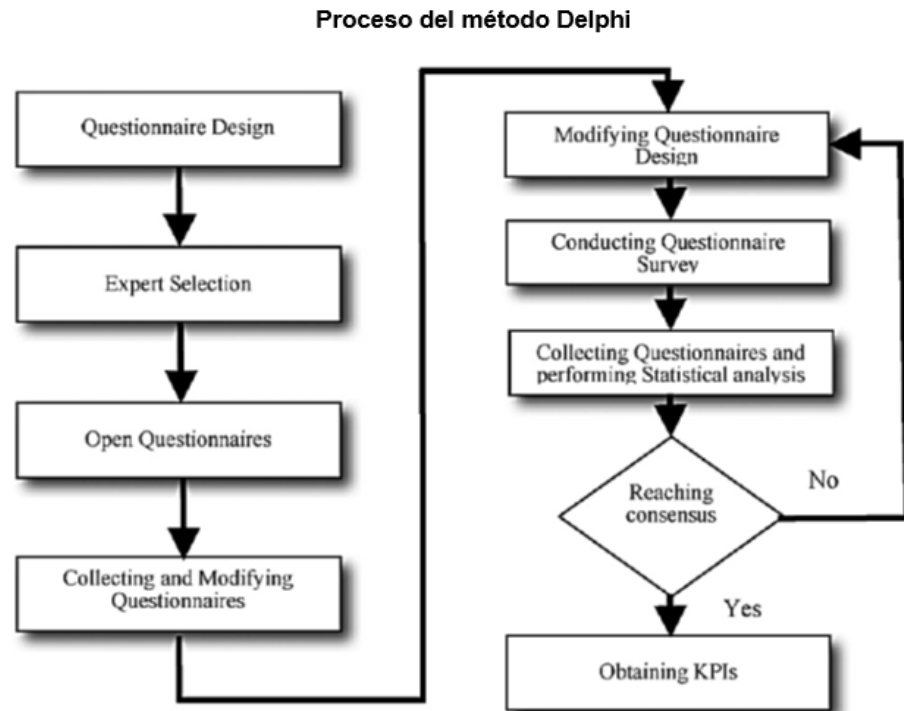 Proceso del método Delphi
Questionnaire Design
Expert Selection
Open Questionnaires
Collecting and Modifying
Questionnaires
Modifying Questionnaire
Design
Conducting Questionnaire
Survey
Collecting Questionnaires and
performing Statistical analysis
Reaching
consensus
No
Yes
Obtaining KPIs